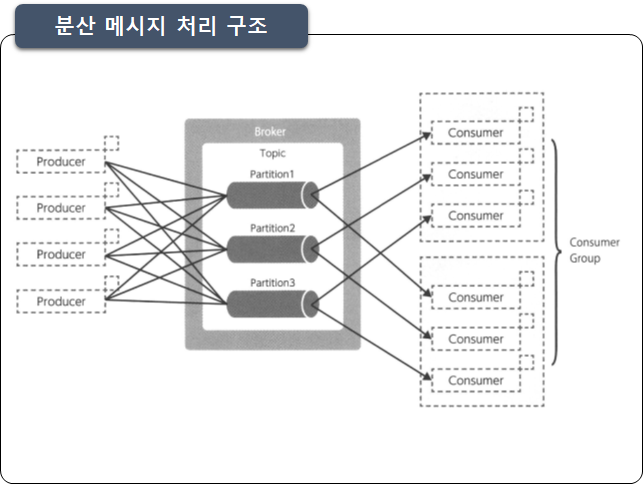 분산 메시지 처리 구조
Producer
Producer
Producer
Producer
Broker
Topic
Partition1
Partition2
Partition3
Consumer
Consumer
Consumer
Consumer
Consumer
Consumer
Consumer
Group